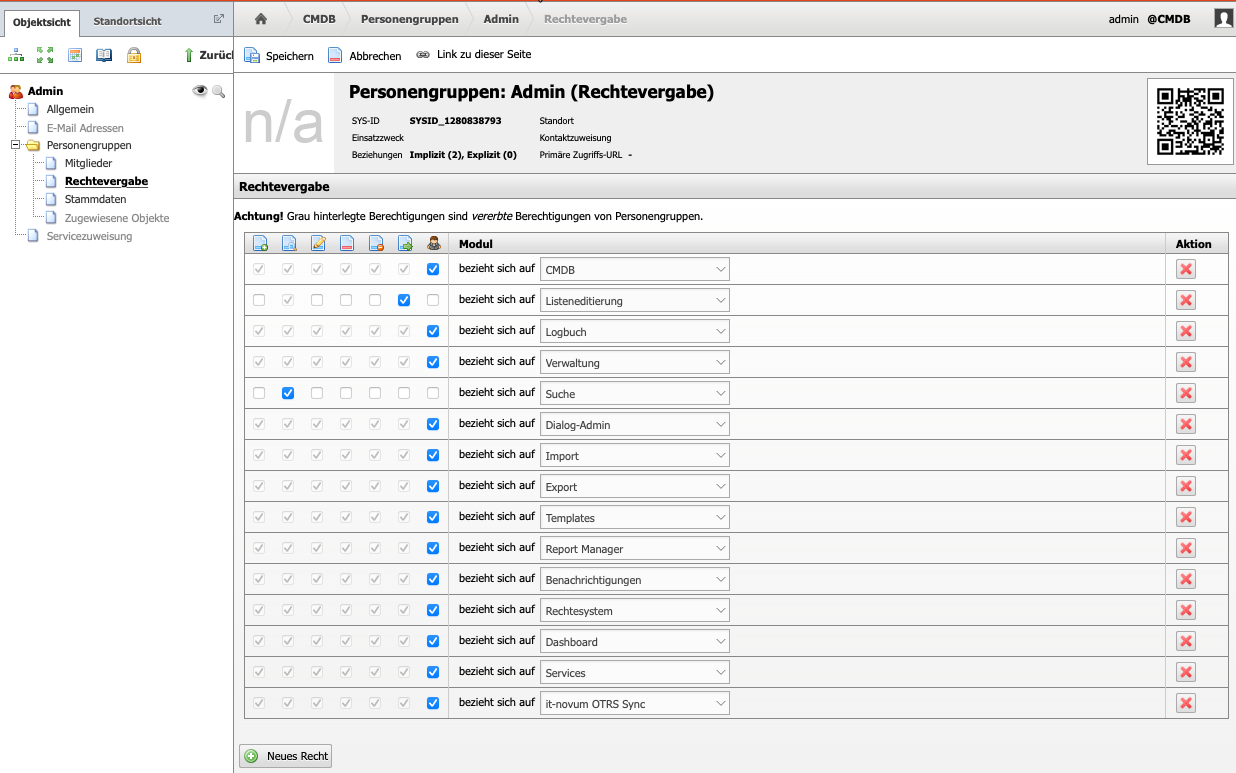 Objektsicht
Standortsicht
CMDB
Personengruppen
Admin
Rechtevergabe
admin @CMDB
Zurück
Speichern
Abbrechen
Link zu dieser Seite
Admin
Allgemein
E-Mail Adressen
Personengruppen
Mitglieder
Rechtevergabe
Stammdaten
Zugewiesene Objekte
Servicezuweisung
n/a
Personengruppen: Admin (Rechtevergabe)
SYS-ID SYSID_1280838793 Standort
Einsatzzweck Kontaktzuweisung
Beziehungen Implizit (2), Explizit (0) Primäre Zugriffs-URL -
Rechtevergabe
Achtung! Grau hinterlegte Berechtigungen sind vererbte Berechtigungen von Personengruppen.
Modul Aktion
bezieht sich auf CMDB
bezieht sich auf Listeneditierung
bezieht sich auf Logbuch
bezieht sich auf Verwaltung
bezieht sich auf Suche
bezieht sich auf Dialog-Admin
bezieht sich auf Import
bezieht sich auf Export
bezieht sich auf Templates
bezieht sich auf Report Manager
bezieht sich auf Benachrichtigungen
bezieht sich auf Rechtesystem
bezieht sich auf Dashboard
bezieht sich auf Services
bezieht sich auf it-novum OTRS Sync
Neues Recht